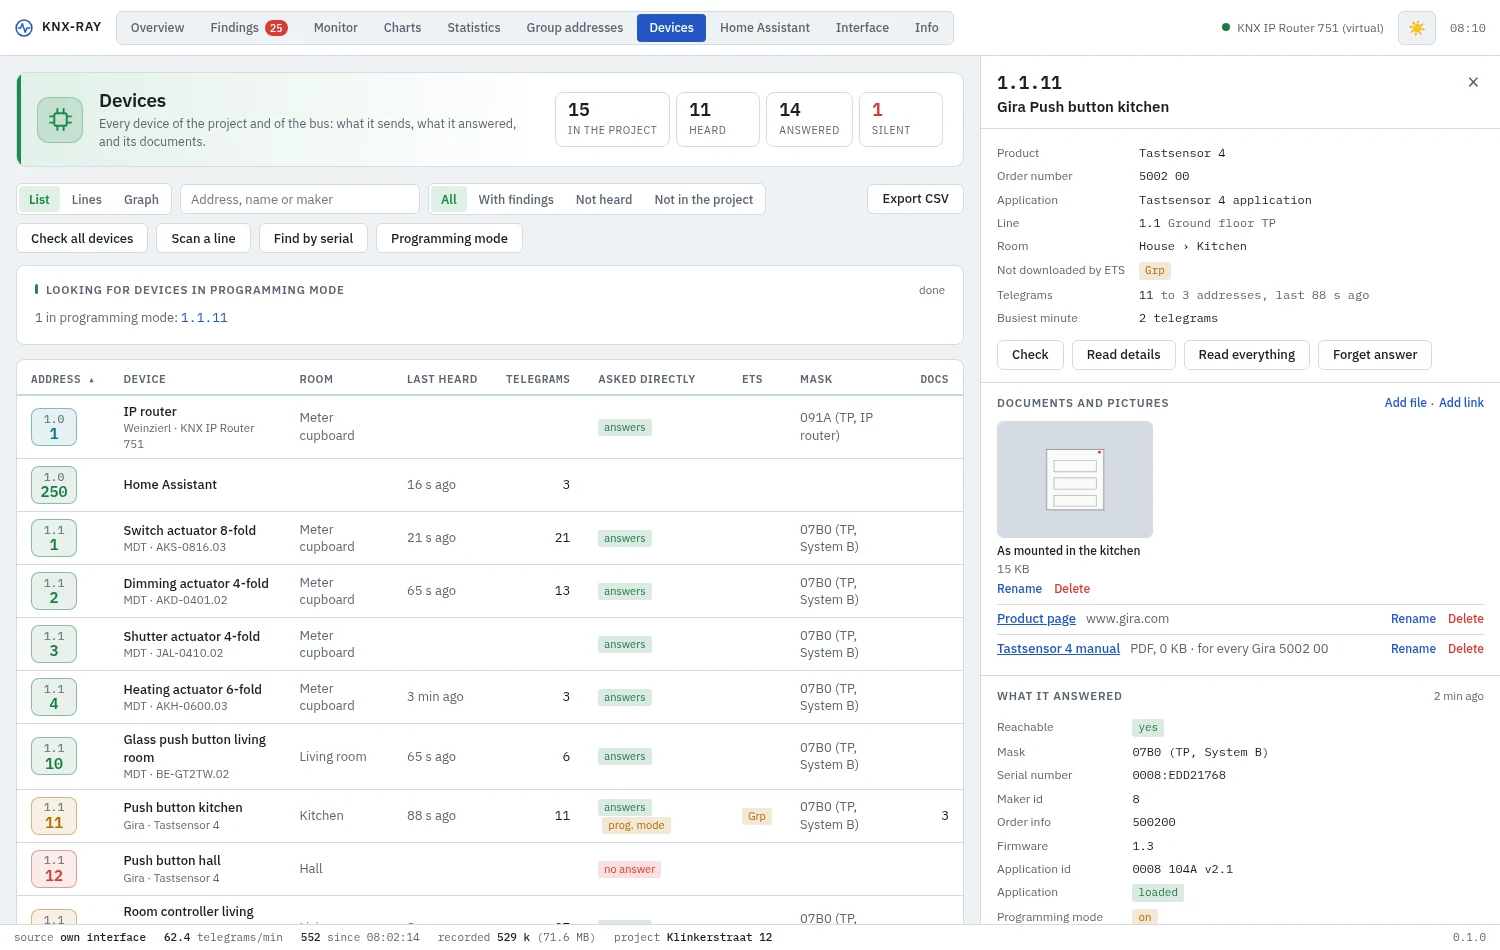 KNX-RAY
Overview
Findings 25
Monitor
Charts
Statistics
Group addresses
Devices
Home Assistant
Interface
Info
KNX IP Router 751 (virtual)
08:10
Devices
Every device of the project and of the bus: what it sends, what it answered,
and its documents.
15
IN THE PROJECT
11
HEARD
14
ANSWERED
1
SILENT
List
Lines
Graph
Address, name or maker
All
With findings
Not heard
Not in the project
Export CSV
Check all devices
Scan a line
Find by serial
Programming mode
LOOKING FOR DEVICES IN PROGRAMMING MODE
done
1 in programming mode: 1.1.11
ADDRESS ▲ DEVICE ROOM LAST HEARD TELEGRAMS ASKED DIRECTLY ETS MASK DOCS
1.0
1
IP router
Weinzierl · KNX IP Router
751
Meter
cupboard
answers
091A (TP, IP
router)
1.0
250
Home Assistant
16 s ago
3
1.1
1
Switch actuator 8-fold
MDT · AKS-0816.03
Meter
cupboard
21 s ago
21
answers
07B0 (TP,
System B)
1.1
2
Dimming actuator 4-fold
MDT · AKD-0401.02
Meter
cupboard
65 s ago
13
answers
07B0 (TP,
System B)
1.1
3
Shutter actuator 4-fold
MDT · JAL-0410.02
Meter
cupboard
answers
07B0 (TP,
System B)
1.1
4
Heating actuator 6-fold
MDT · AKH-0600.03
Meter
cupboard
3 min ago
3
answers
07B0 (TP,
System B)
1.1
10
Glass push button living
room
MDT · BE-GT2TW.02
Living room
65 s ago
6
answers
07B0 (TP,
System B)
1.1
11
Push button kitchen
Gira · Tastsensor 4
Kitchen
88 s ago
11
answers
prog. mode
Grp
07B0 (TP,
System B)
3
1.1
12
Push button hall
Gira · Tastsensor 4
Hall
no answer
1.1
Room controller living
07B0 (TP,
1.1.11
Gira Push button kitchen
Product Tastsensor 4
Order number 5002 00
Application Tastsensor 4 application
Line 1.1 Ground floor TP
Room House › Kitchen
Not downloaded by ETS Grp
Telegrams 11 to 3 addresses, last 88 s ago
Busiest minute 2 telegrams
Check
Read details
Read everything
Forget answer
DOCUMENTS AND PICTURES
Add file · Add link
As mounted in the kitchen
15 KB
Rename Delete
Product page www.gira.com Rename Delete
Tastsensor 4 manual PDF, 0 KB · for every Gira 5002 00 Rename Delete
WHAT IT ANSWERED
2 min ago
Reachable yes
Mask 07B0 (TP, System B)
Serial number 0008:EDD21768
Maker id 8
Order info 500200
Firmware 1.3
Application id 0008 104A v2.1
Application loaded
Programming mode on
source own interface 62.4 telegrams/min 552 since 08:02:14 recorded 529 k (71.6 MB) project Klinkerstraat 12
0.1.0